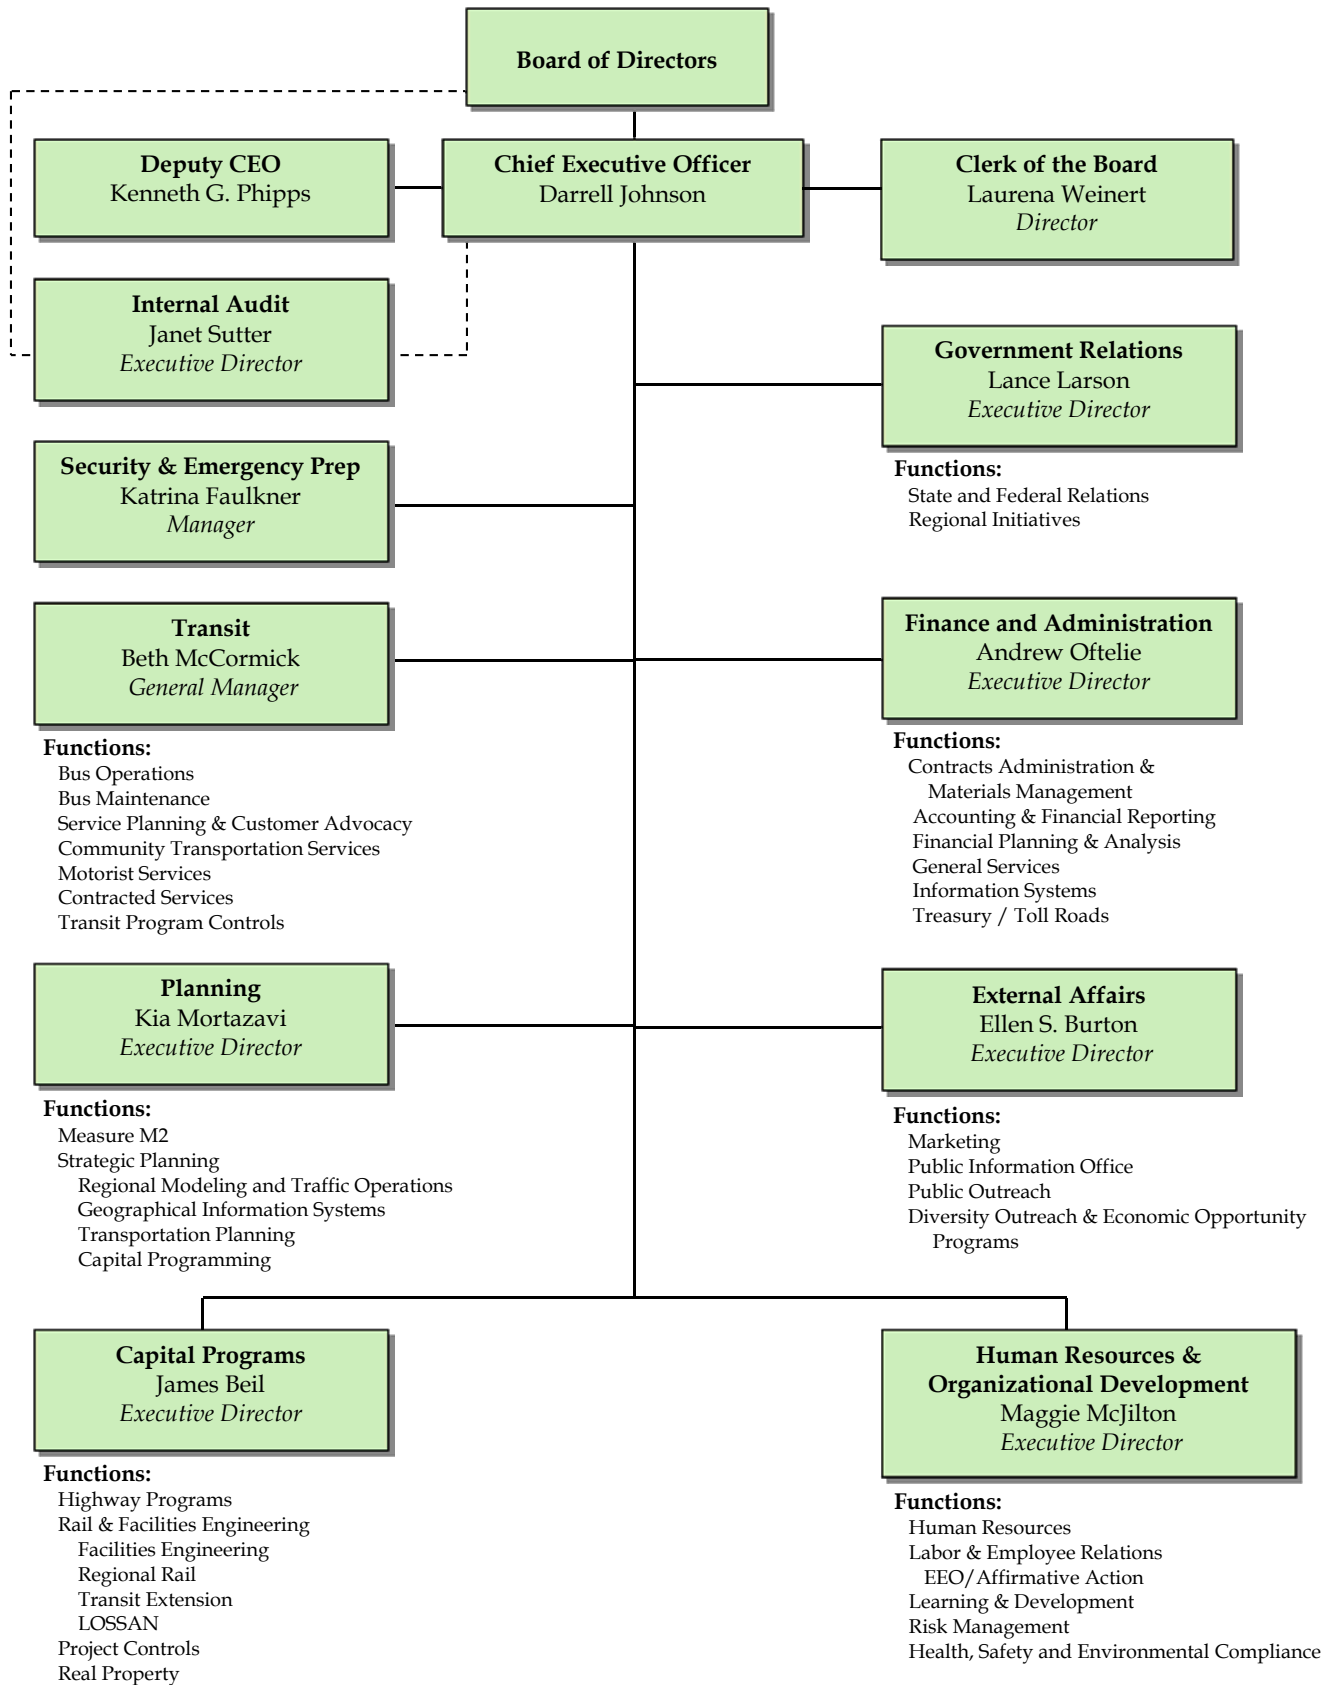 Board of Directors
Deputy CEO
Kenneth G. Phipps
Chief Executive Officer
Darrell Johnson
Clerk of the Board
Laurena Weinert
Director
Internal Audit
Janet Sutter
Executive Director
Government Relations
Lance Larson
Executive Director
Functions:
State and Federal Relations
Regional Initiatives
Security & Emergency Prep
Katrina Faulkner
Manager
Transit
Beth McCormick
General Manager
Functions:
Bus Operations
Bus Maintenance
Service Planning & Customer Advocacy
Community Transportation Services
Motorist Services
Contracted Services
Transit Program Controls
Finance and Administration
Andrew Oftelie
Executive Director
Functions:
Contracts Administration &
Materials Management
Accounting & Financial Reporting
Financial Planning & Analysis
General Services
Information Systems
Treasury / Toll Roads
Planning
Kia Mortazavi
Executive Director
Functions:
Measure M2
Strategic Planning
Regional Modeling and Traffic Operations
Geographical Information Systems
Transportation Planning
Capital Programming
External Affairs
Ellen S. Burton
Executive Director
Functions:
Marketing
Public Information Office
Public Outreach
Diversity Outreach & Economic Opportunity
Programs
Capital Programs
James Beil
Executive Director
Functions:
Highway Programs
Rail & Facilities Engineering
Facilities Engineering
Regional Rail
Transit Extension
LOSSAN
Project Controls
Real Property
Human Resources &
Organizational Development
Maggie McJilton
Executive Director
Functions:
Human Resources
Labor & Employee Relations
EEO/Affirmative Action
Learning & Development
Risk Management
Health, Safety and Environmental Compliance